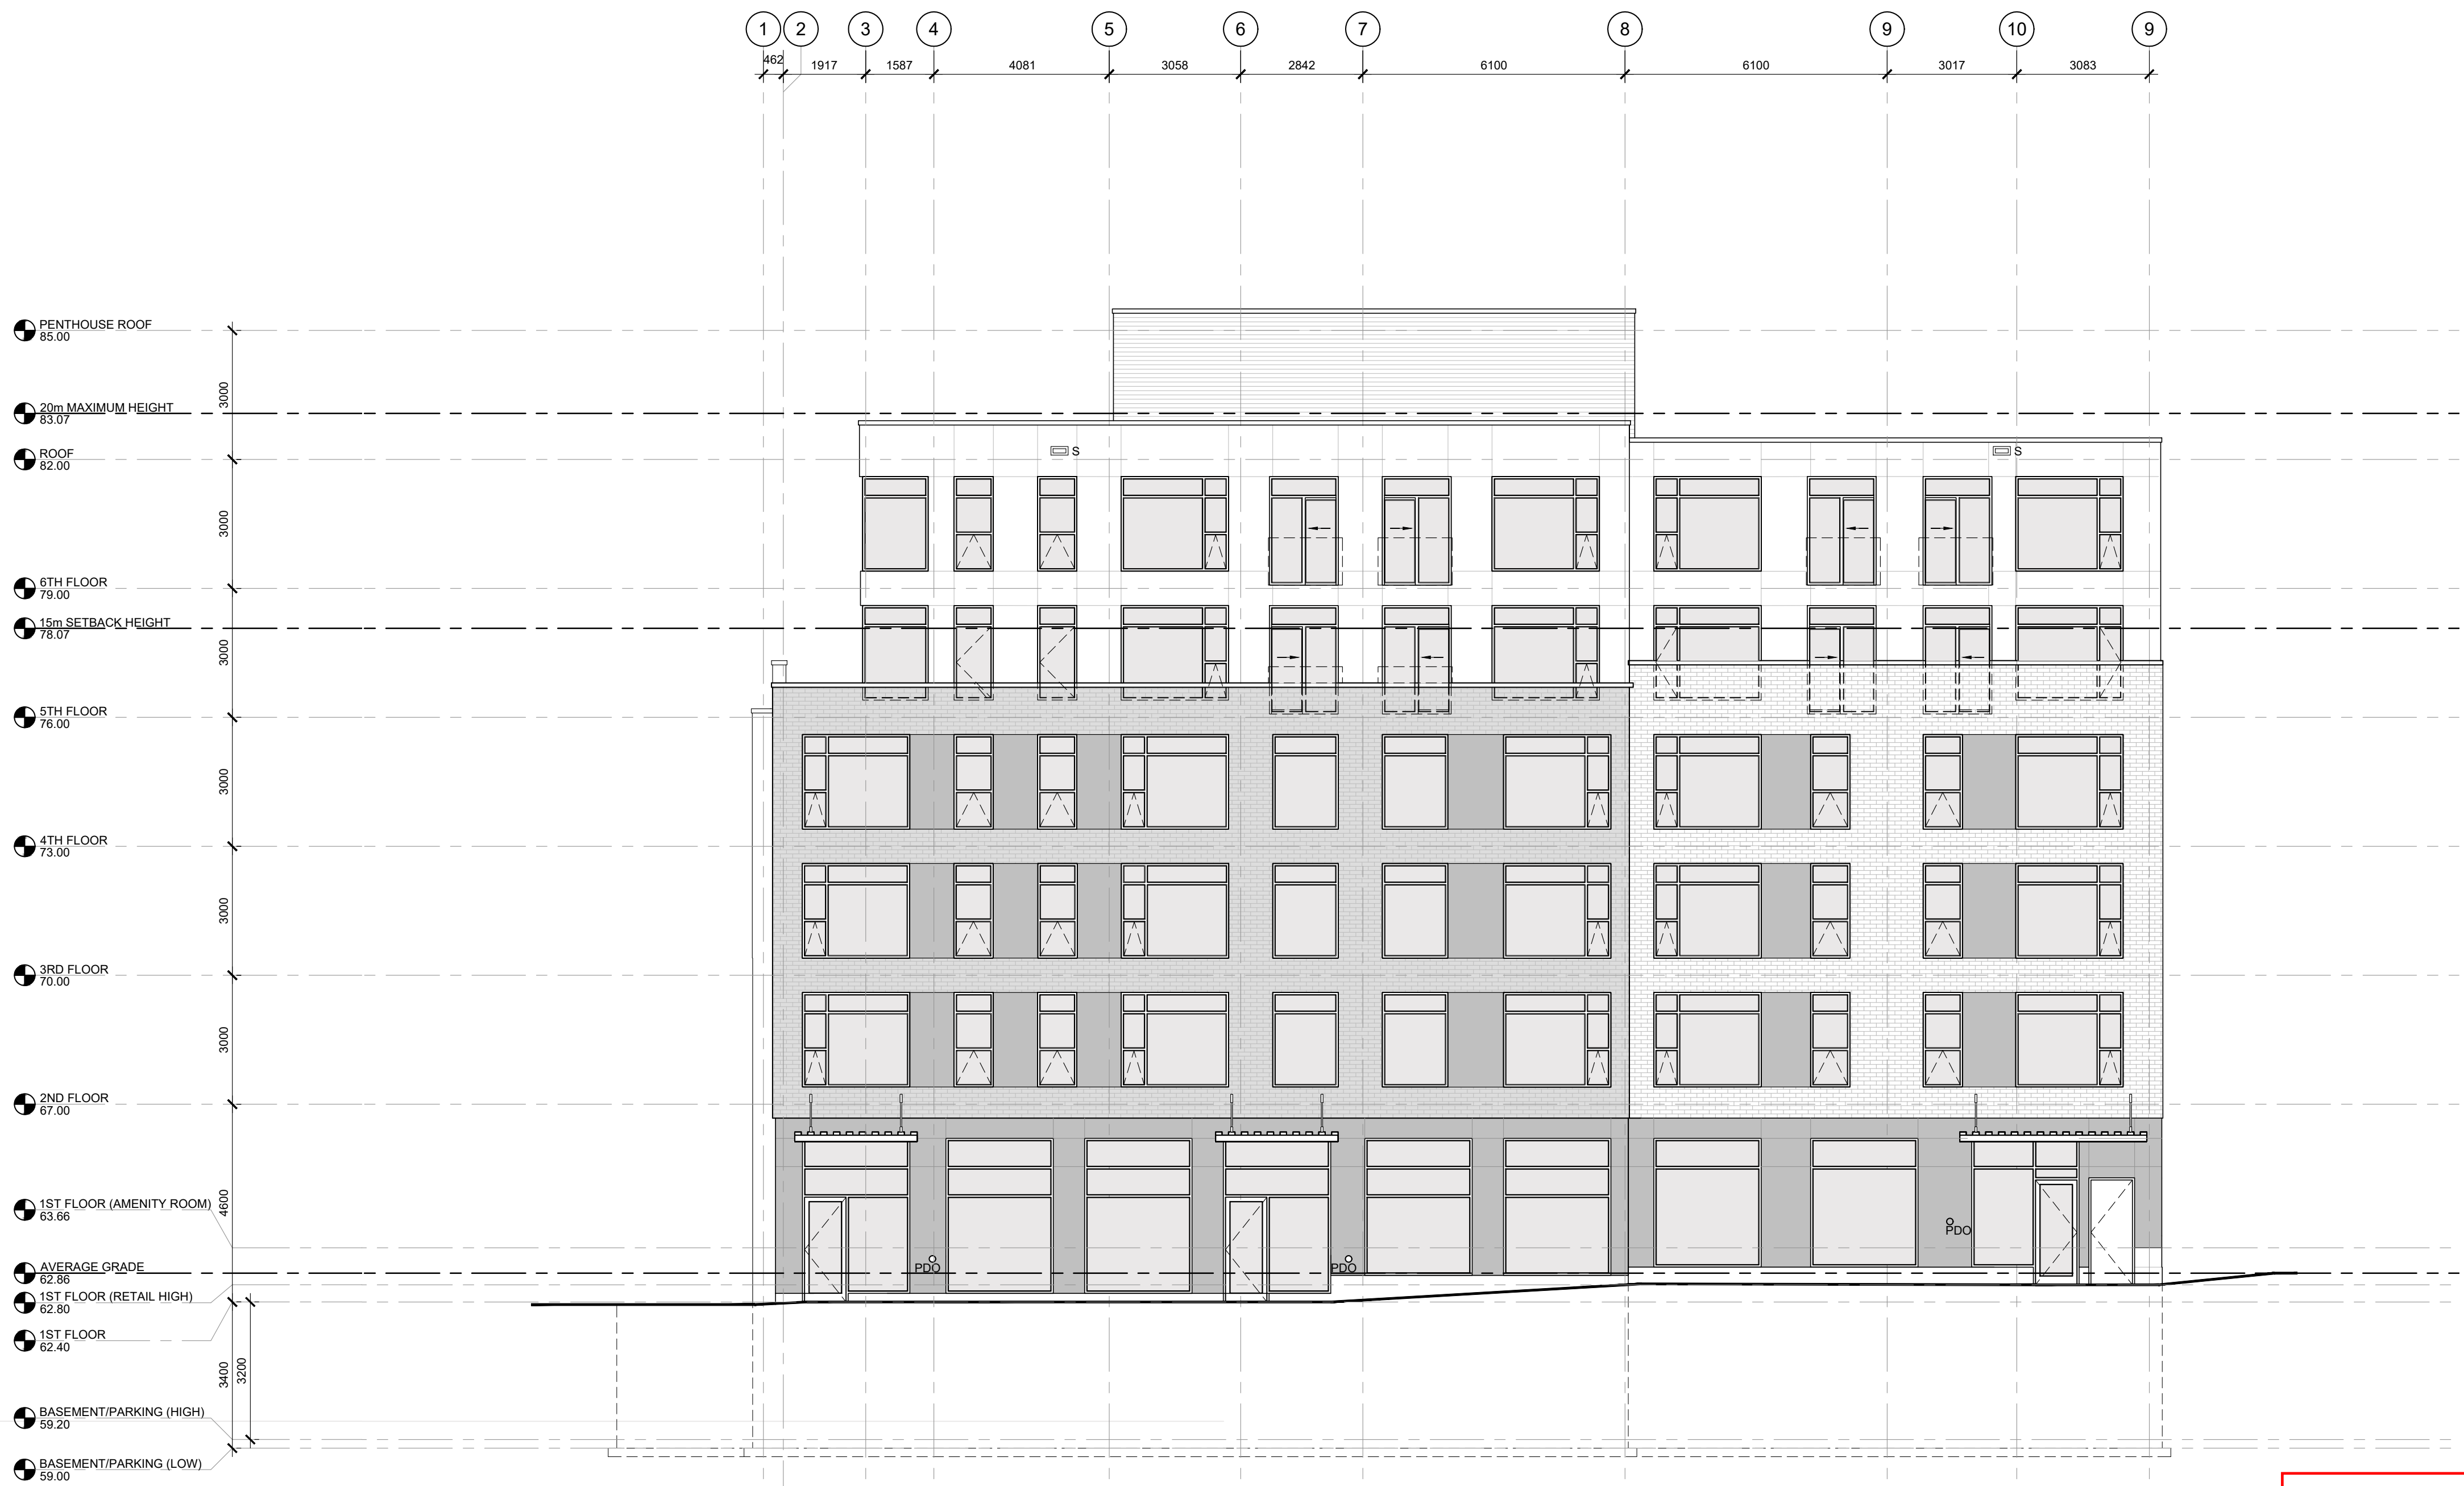 1 2 3 4 5 6 7 8 9 10 9
462 1917 1587 4081 3058 2842 6100 6100 3017 3083
PENTHOUSE ROOF
85.00
3000
20m MAXIMUM HEIGHT
83.07
ROOF
82.00
S
S
3000
6TH FLOOR
79.00
15m SETBACK HEIGHT
78.07
3000
5TH FLOOR
76.00
3000
4TH FLOOR
73.00
3000
3RD FLOOR
70.00
3000
2ND FLOOR
67.00
4600
1ST FLOOR (AMENITY ROOM)
63.66
PDO
AVERAGE GRADE
62.86
PDO
PDO
1ST FLOOR (RETAIL HIGH)
62.80
1ST FLOOR
62.40
3400
3200
BASEMENT/PARKING (HIGH)
59.20
BASEMENT/PARKING (LOW)
59.00